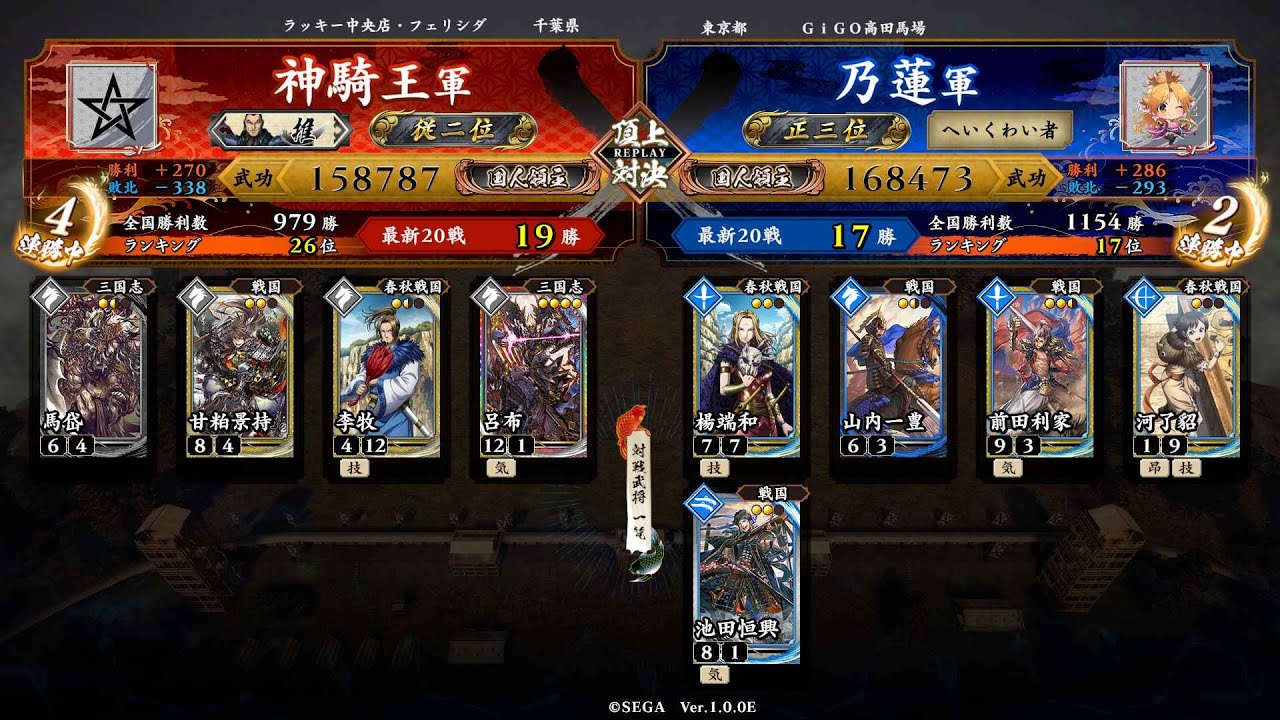 ラッキー中央店・フェリシダ 千葉県
東京都 GiGO高田馬場
神騎王軍
推
従二位
勝利 +270
敗北 -338
武功 158787 国人領主
4連勝中
全国勝利数 979勝
ランキング 26位
最新20戦 19勝
頂上
REPLAY
対決
乃蓮軍
正三位
へいくわい者
国人領主 168473 武功
勝利 +286
敗北 -293
最新20戦 17勝
全国勝利数 1154勝
ランキング 17位
2連勝中
三国志
馬岱
6 4
戦国
甘粕景持
8 4
春秋戦国
李牧
4 12
技
三国志
呂布
12 1
気
対戦武将一覧
春秋戦国
楊端和
7 7
技
戦国
山内一豊
6 3
戦国
前田利家
9 3
気
春秋戦国
河了貂
1 9
昂 技
戦国
池田恒興
8 1
気
©SEGA Ver.1.0.0E